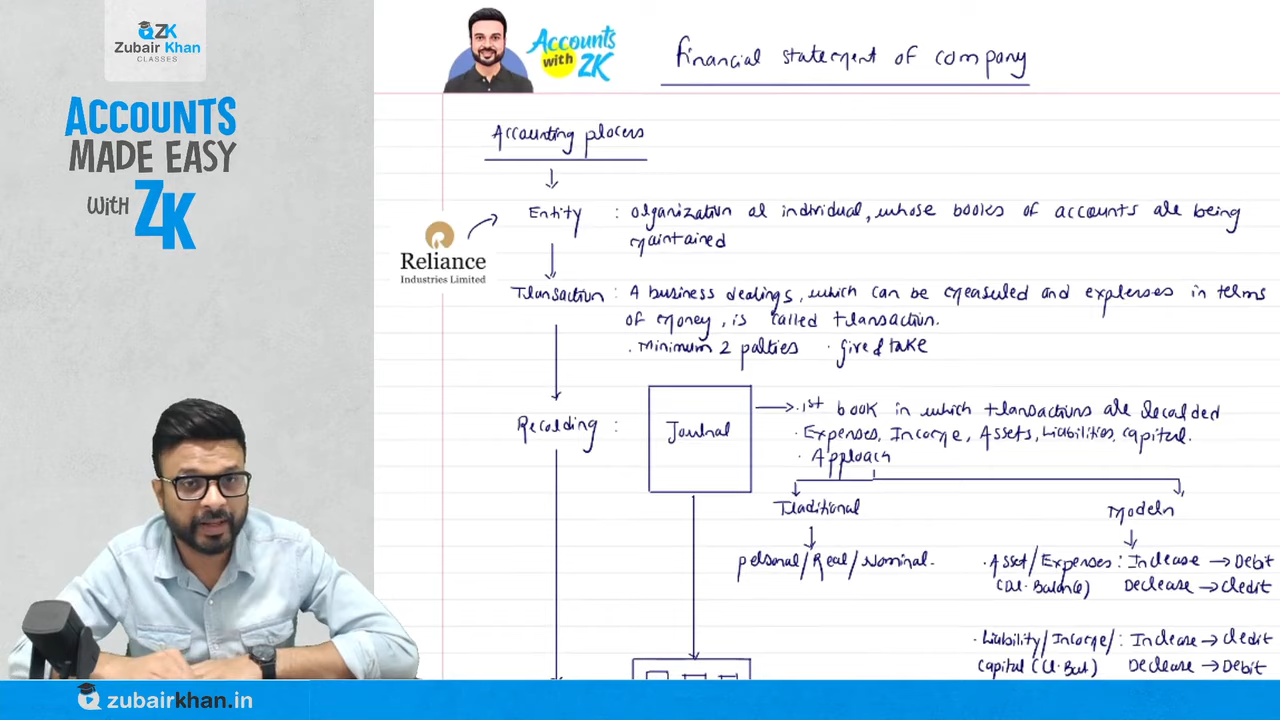 ZK
Zubair Khan
CLASSES
ACCOUNTS
MADE EASY
with ZK
Accounts
with
ZK
Financial statement of company
Accounting process
Entity : organization or individual, whose books of accounts are being
maintained
Reliance
Industries Limited
Transaction : A business dealings, which can be measured and expresses in terms
of money, is called transaction.
. Minimum 2 parties . give & take
Recording :
Journal
. 1st book in which transactions are recorded
. Expenses, Income, Assets, Liabilities, capital.
. Approach
Traditional
Modern
personal/Real/Nominal.
. Asset/Expenses : Increase → Debit
(Dr. Balance) Decrease → credit
. Liability/Income/ : Increase → credit
Capital (Cr. Bal) Decrease → Debit
zubairkhan.in